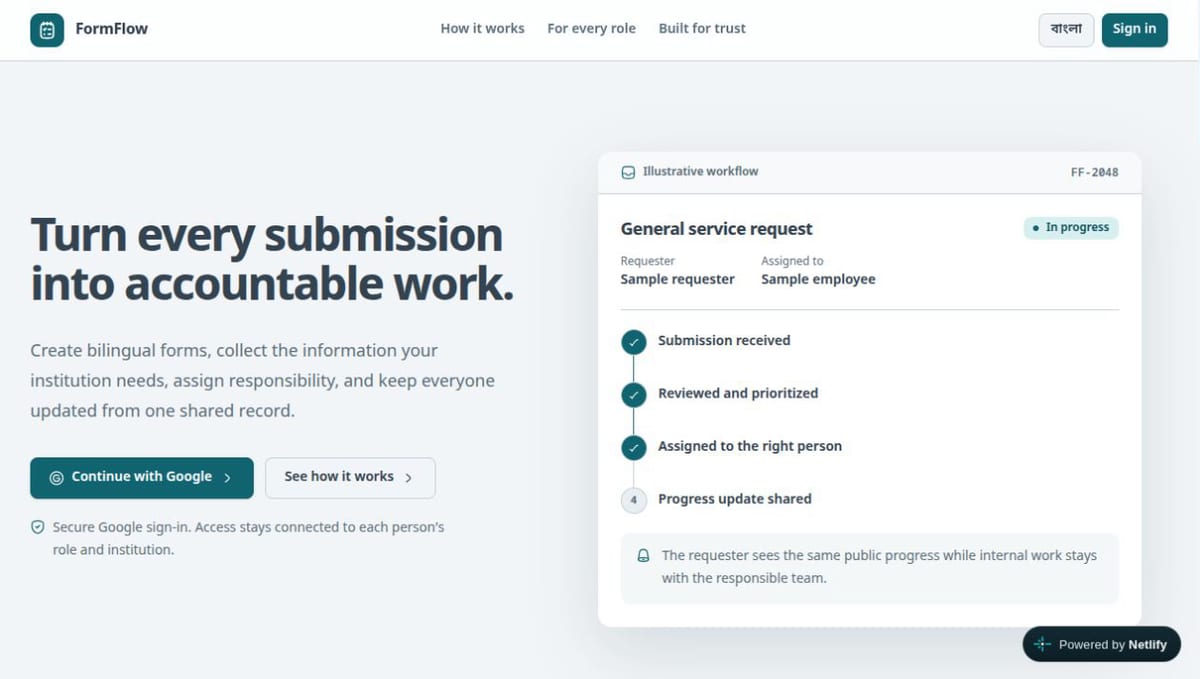 FormFlow
How it works
For every role
Built for trust
বাংলা
Sign in
Turn every submission
into accountable work.
Create bilingual forms, collect the information your
institution needs, assign responsibility, and keep everyone
updated from one shared record.
Continue with Google
See how it works
Secure Google sign-in. Access stays connected to each person's
role and institution.
Illustrative workflow
FF-2048
General service request
In progress
Requester
Assigned to
Sample requester
Sample employee
Submission received
Reviewed and prioritized
Assigned to the right person
4
Progress update shared
The requester sees the same public progress while internal work stays
with the responsible team.
Powered by Netlify